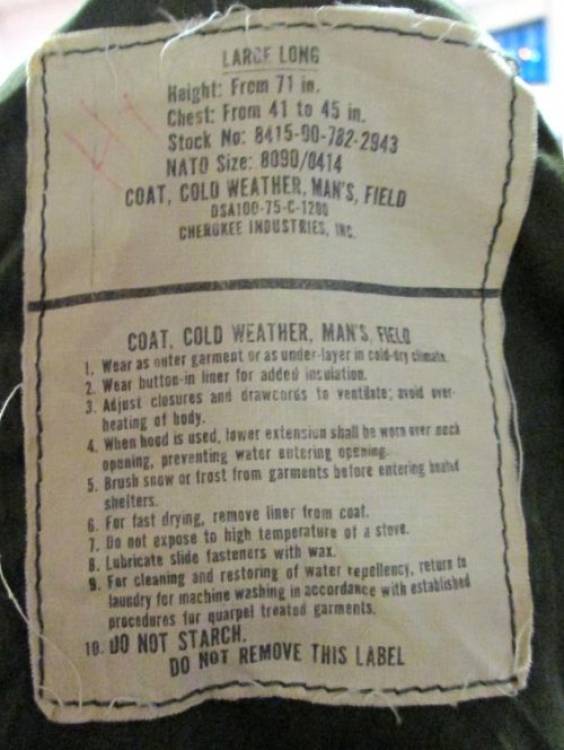 LARGE LONG
Height: From 71 in.
Chest: From 41 to 45 in.
Stock No: 8415-00-782-2943
NATO Size: 8090/0414
COAT, COLD WEATHER, MAN'S, FIELD
DSA100-75-C-1280
CHEROKEE INDUSTRIES, INC.
COAT, COLD WEATHER, MAN'S, FIELD
1. Wear as outer garment or as under-layer in cold-dry climate.
2. Wear button-in liner for added insulation.
3. Adjust closures and drawcords to ventilate; avoid over-
heating of body.
4. When hood is used, lower extension shall be worn over neck
opening, preventing water entering opening.
5. Brush snow or frost from garments before entering heated
shelters.
6. For fast drying, remove liner from coat.
7. Do not expose to high temperature of a stove.
8. Lubricate slide fasteners with wax.
9. For cleaning and restoring of water repellency, return to
laundry for machine washing in accordance with established
procedures for quarpel treated garments.
10. DO NOT STARCH.
DO NOT REMOVE THIS LABEL